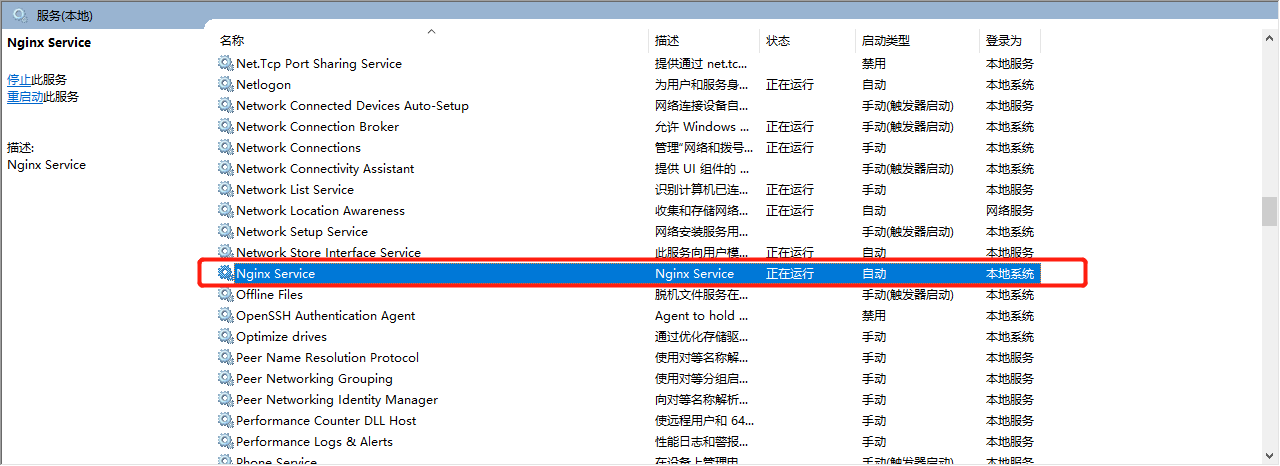 服务(本地)
Nginx Service
停止此服务
重启动此服务
描述:
Nginx Service
名称 描述 状态 启动类型 登录为
Net.Tcp Port Sharing Service 提供通过 net.tc... 禁用 本地服务
Netlogon 为用户和服务身... 正在运行 自动 本地系统
Network Connected Devices Auto-Setup 网络连接设备自... 手动(触发器启动) 本地服务
Network Connection Broker 允许 Windows ... 正在运行 手动(触发器启动) 本地系统
Network Connections 管理“网络和拨号... 正在运行 手动 本地系统
Network Connectivity Assistant 提供 UI 组件的 ... 手动(触发器启动) 本地系统
Network List Service 识别计算机已连... 正在运行 手动 本地服务
Network Location Awareness 收集和存储网络... 正在运行 自动 网络服务
Network Setup Service 网络安装服务用... 手动(触发器启动) 本地系统
Network Store Interface Service 此服务向用户模... 正在运行 自动 本地服务
Nginx Service Nginx Service 正在运行 自动 本地系统
Offline Files 脱机文件服务在... 手动(触发器启动) 本地系统
OpenSSH Authentication Agent Agent to hold ... 禁用 本地系统
Optimize drives 通过优化存储驱... 手动 本地系统
Peer Name Resolution Protocol 使用对等名称解... 手动 本地服务
Peer Networking Grouping 使用对等分组启... 手动 本地服务
Peer Networking Identity Manager 向对等名称解析... 手动 本地服务
Performance Counter DLL Host 使远程用户和 64... 手动 本地服务
Performance Logs & Alerts 性能日志和警报... 手动 本地服务
Phone Service 在设备上管理电... 手动(触发器启动) 本地服务